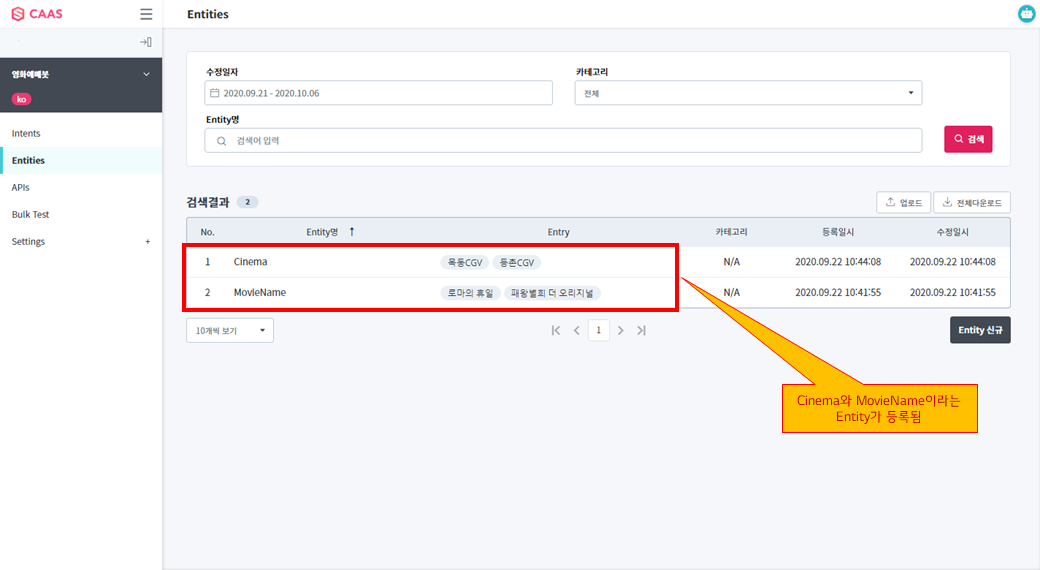 CAAS
Entities
영화예매봇
ko
Intents
Entities
APIs
Bulk Test
Settings +
수정일자
2020.09.21 - 2020.10.06
카테고리
전체
Entity명
검색어 입력
검색
검색결과 2
업로드
전체다운로드
No. Entity명 ↑ Entry 카테고리 등록일시 수정일시
1 Cinema 목동CGV 등촌CGV N/A 2020.09.22 10:44:08 2020.09.22 10:44:08
2 MovieName 로마의 휴일 패왕별희 더 오리지널 N/A 2020.09.22 10:41:55 2020.09.22 10:41:55
10개씩 보기
1
Entity 신규
Cinema와 MovieName이라는
Entity가 등록됨